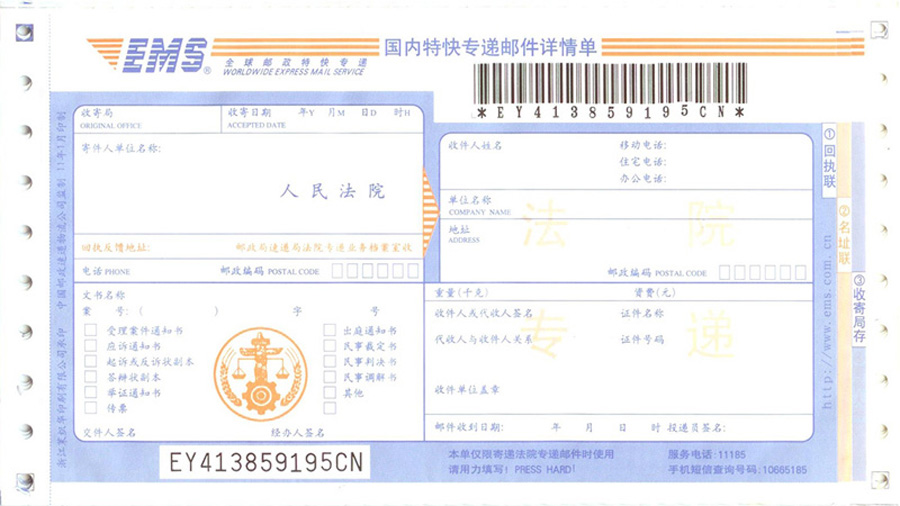 EMS®
全球邮政特快专递
WORLDWIDE EXPRESS MAIL SERVICE
国内特快专递邮件详情单
*EY413859195CN*
收寄局
ORIGINAL OFFICE
收寄日期 年Y 月M 日D 时H
ACCEPTED DATE
寄件人单位名称:
人民法院
回执反馈地址: 邮政局速递局法院专递业务档案室收
电话 PHONE 邮政编码 POSTAL CODE
收件人姓名 移动电话:
住宅电话:
办公电话:
单位名称
COMPANY NAME
地址
ADDRESS
法院
专递
邮政编码 POSTAL CODE
文书名称
案 号: ( ) 字 号
受理案件通知书
应诉通知书
起诉或反诉状副本
答辩状副本
举证通知书
传票
出庭通知书
民事裁定书
民事判决书
民事调解书
其他
交件人签名 经办人签名
重量(千克) 资费(元)
收件人或代收人签名 证件名称
代收人与收件人关系 证件号码
收件单位盖章
邮件收到日期: 年 月 日 时 投递员签名:
EY413859195CN
本单仅限寄递法院专递邮件时使用
请用力填写! PRESS HARD!
服务电话: 11185
手机短信查询号码: 10665185
①回执联
②名址联
③收寄局存
http://www.ems.com.cn
中国邮政速递物流公司监制 11年1月印制